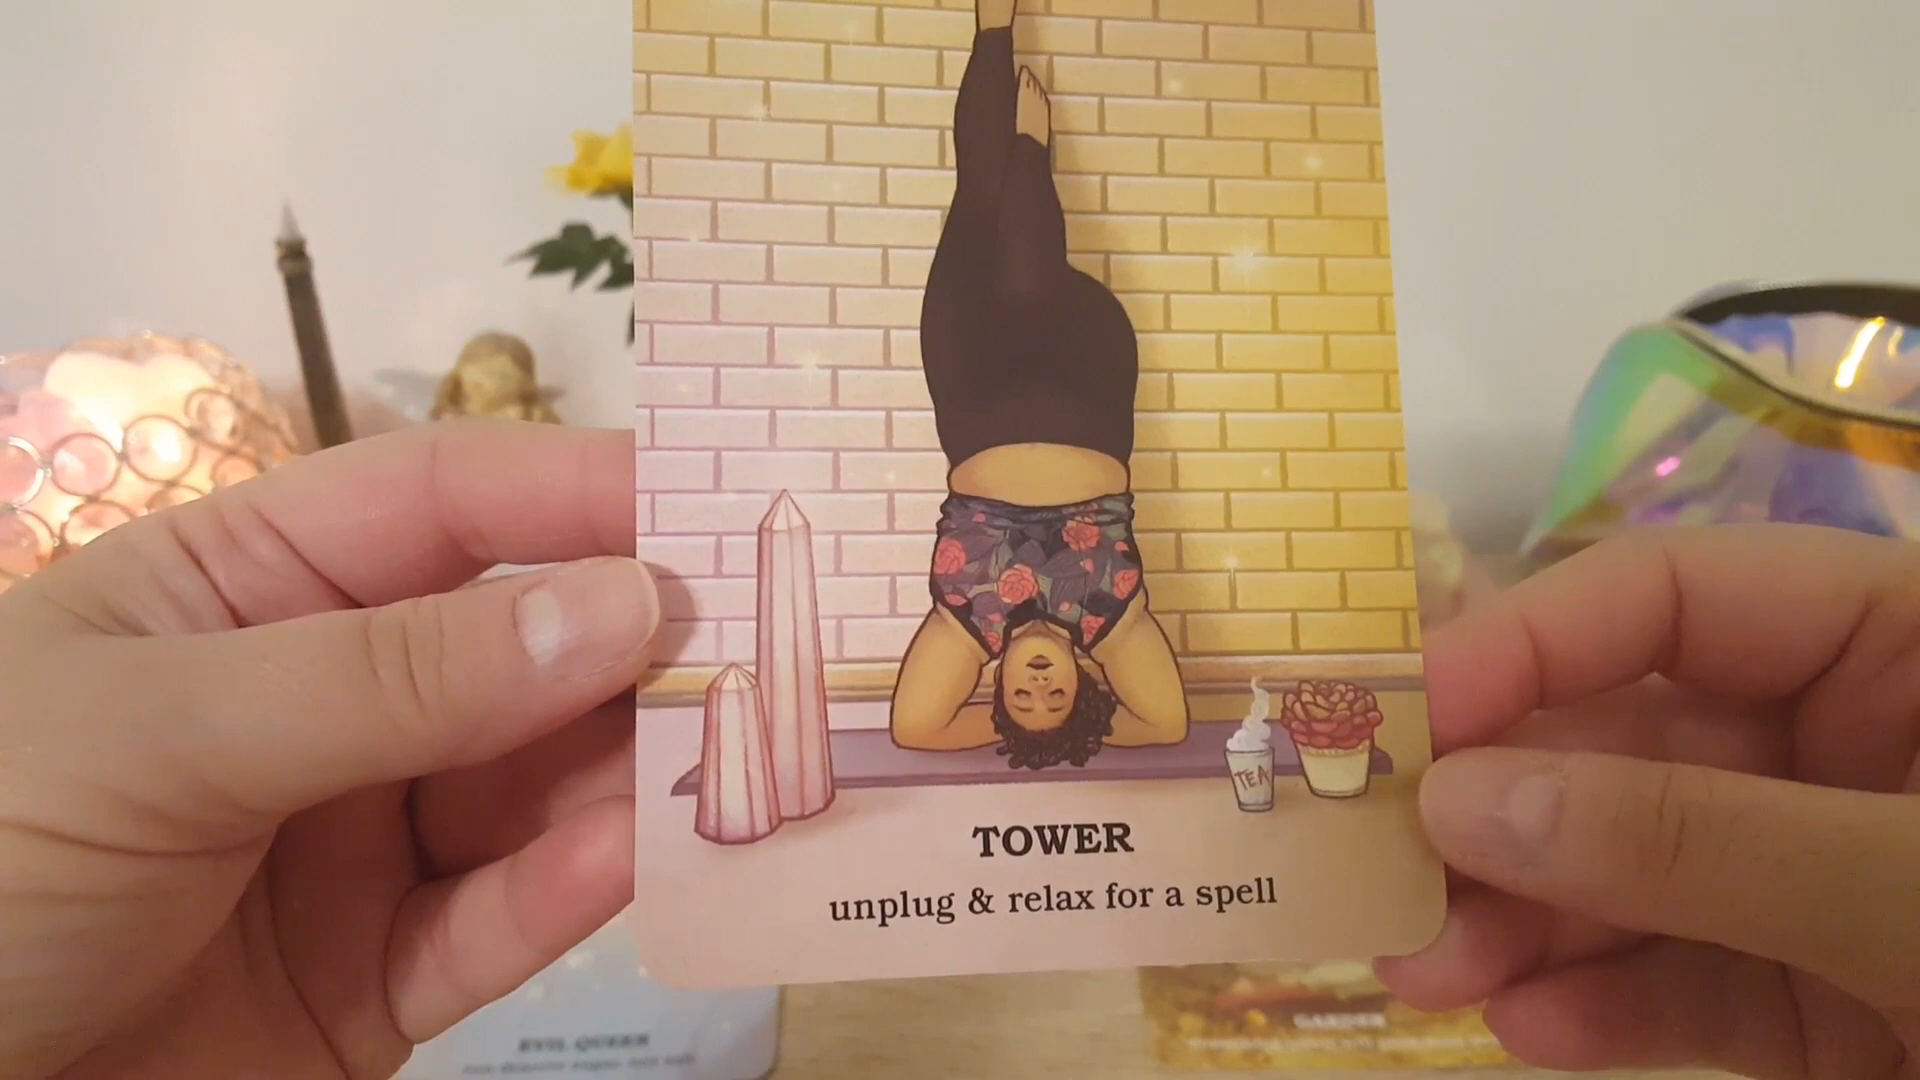 TEA
TOWER
unplug & relax for a spell
EVIL QUEEN
GARDEN